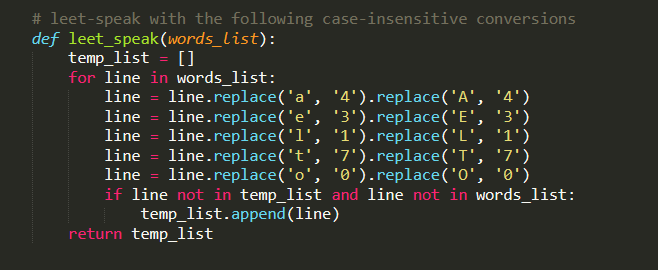 # leet-speak with the following case-insensitive conversions
def leet_speak(words_list):
    temp_list = []
    for line in words_list:
        line = line.replace('a', '4').replace('A', '4')
        line = line.replace('e', '3').replace('E', '3')
        line = line.replace('l', '1').replace('L', '1')
        line = line.replace('t', '7').replace('T', '7')
        line = line.replace('o', '0').replace('O', '0')
        if line not in temp_list and line not in words_list:
            temp_list.append(line)
    return temp_list